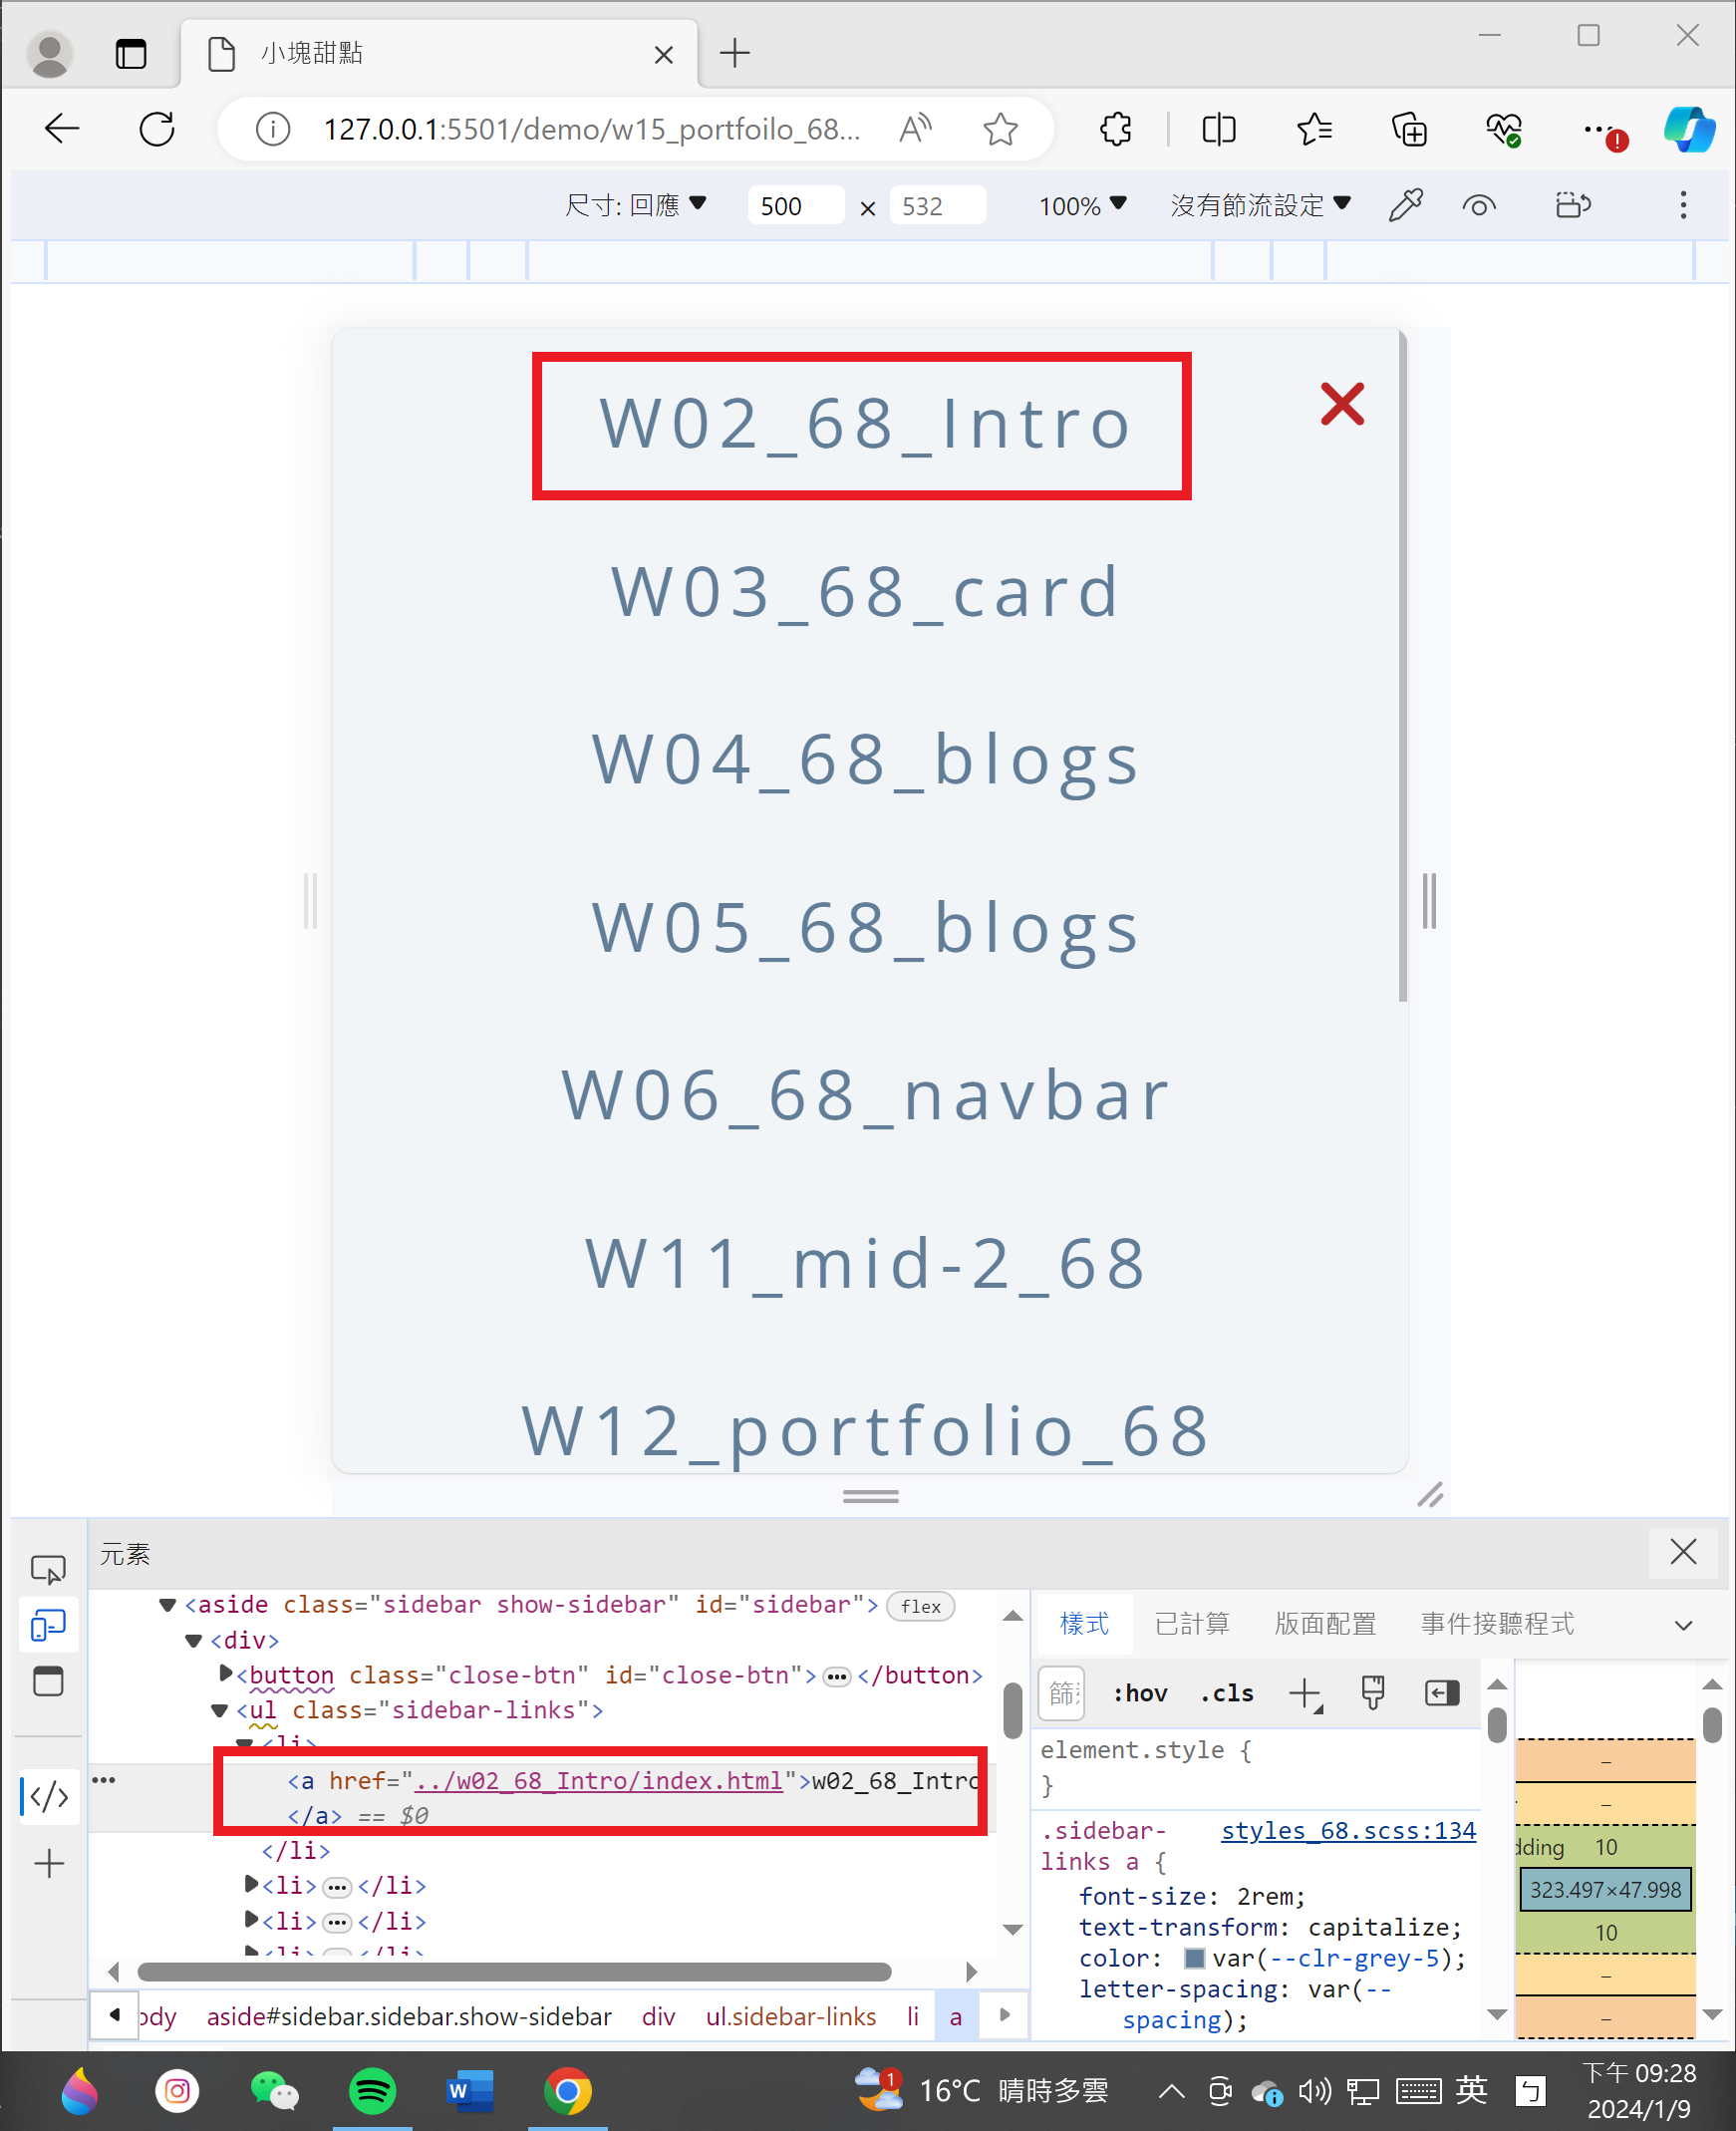 小塊甜點
127.0.0.1:5501/demo/w15_portfoilo_68...
尺寸: 回應 500 × 532 100% 沒有節流設定
W02_68_Intro
W03_68_card
W04_68_blogs
W05_68_blogs
W06_68_navbar
W11_mid-2_68
W12_portfolio_68
元素
<aside class="sidebar show-sidebar" id="sidebar"> flex
<div>
<button class="close-btn" id="close-btn"> ••• </button>
<ul class="sidebar-links">
<li>
<a href="../w02_68_Intro/index.html">w02_68_Intro
</a> == $0
</li>
<li> ••• </li>
<li> ••• </li>
<li> ••• </li>
ody aside#sidebar.sidebar.show-sidebar div ul.sidebar-links li a
樣式 已計算 版面配置 事件接聽程式
:hov .cls
element.style {
}
.sidebar- styles_68.scss:134
links a {
font-size: 2rem;
text-transform: capitalize;
color: var(--clr-grey-5);
letter-spacing: var(--
spacing);
–
–
dding 10
323.497×47.998
10
–
–
1 16°C 晴時多雲 英 ㄅ
下午 09:28
2024/1/9